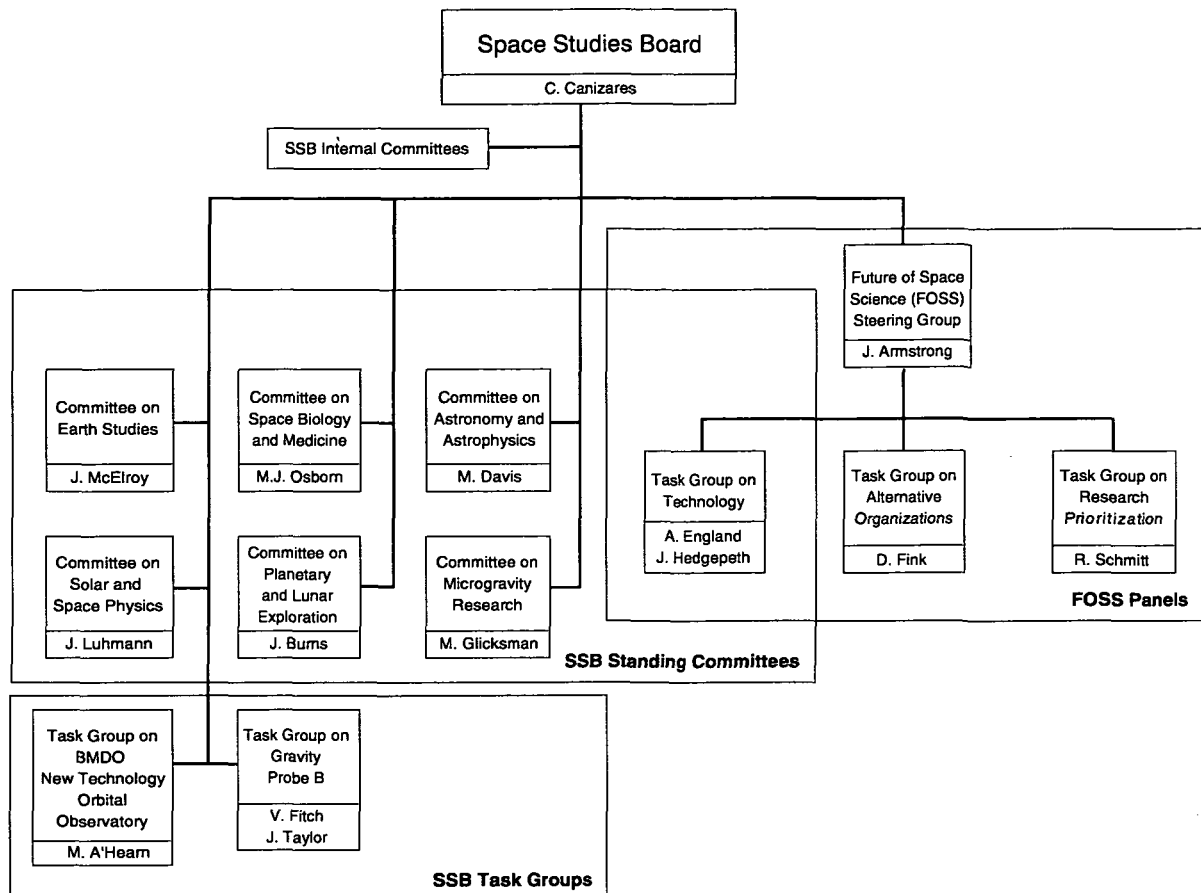 Space Studies Board
C. Canizares
SSB Internal Committees
Future of Space
Science (FOSS)
Steering Group
J. Armstrong
Committee on
Earth Studies
J. McElroy
Committee on
Space Biology
and Medicine
M.J. Osborn
Committee on
Astronomy and
Astrophysics
M. Davis
Task Group on
Technology
A. England
J. Hedgepeth
Task Group on
Alternative
Organizations
D. Fink
Task Group on
Research
Prioritization
R. Schmitt
FOSS Panels
Committee on
Solar and
Space Physics
J. Luhmann
Committee on
Planetary
and Lunar
Exploration
J. Burns
Committee on
Microgravity
Research
M. Glicksman
SSB Standing Committees
Task Group on
BMDO
New Technology
Orbital
Observatory
M. A'Hearn
Task Group on
Gravity
Probe B
V. Fitch
J. Taylor
SSB Task Groups